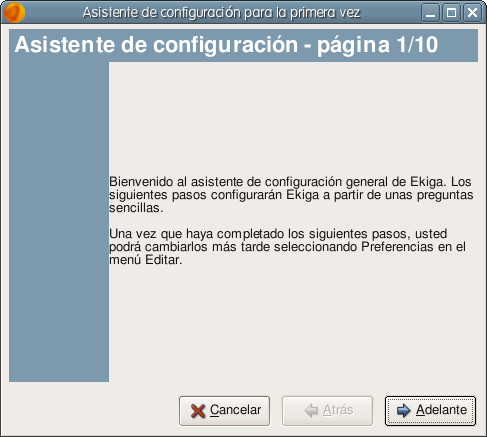 Asistente de configuración para la primera vez
Asistente de configuración - página 1/10
Bienvenido al asistente de configuración general de Ekiga. Los
siguientes pasos configurarán Ekiga a partir de unas preguntas
sencillas.
Una vez que haya completado los siguientes pasos, usted
podrá cambiarlos más tarde seleccionando Preferencias en el
menú Editar.
Cancelar
Atrás
Adelante